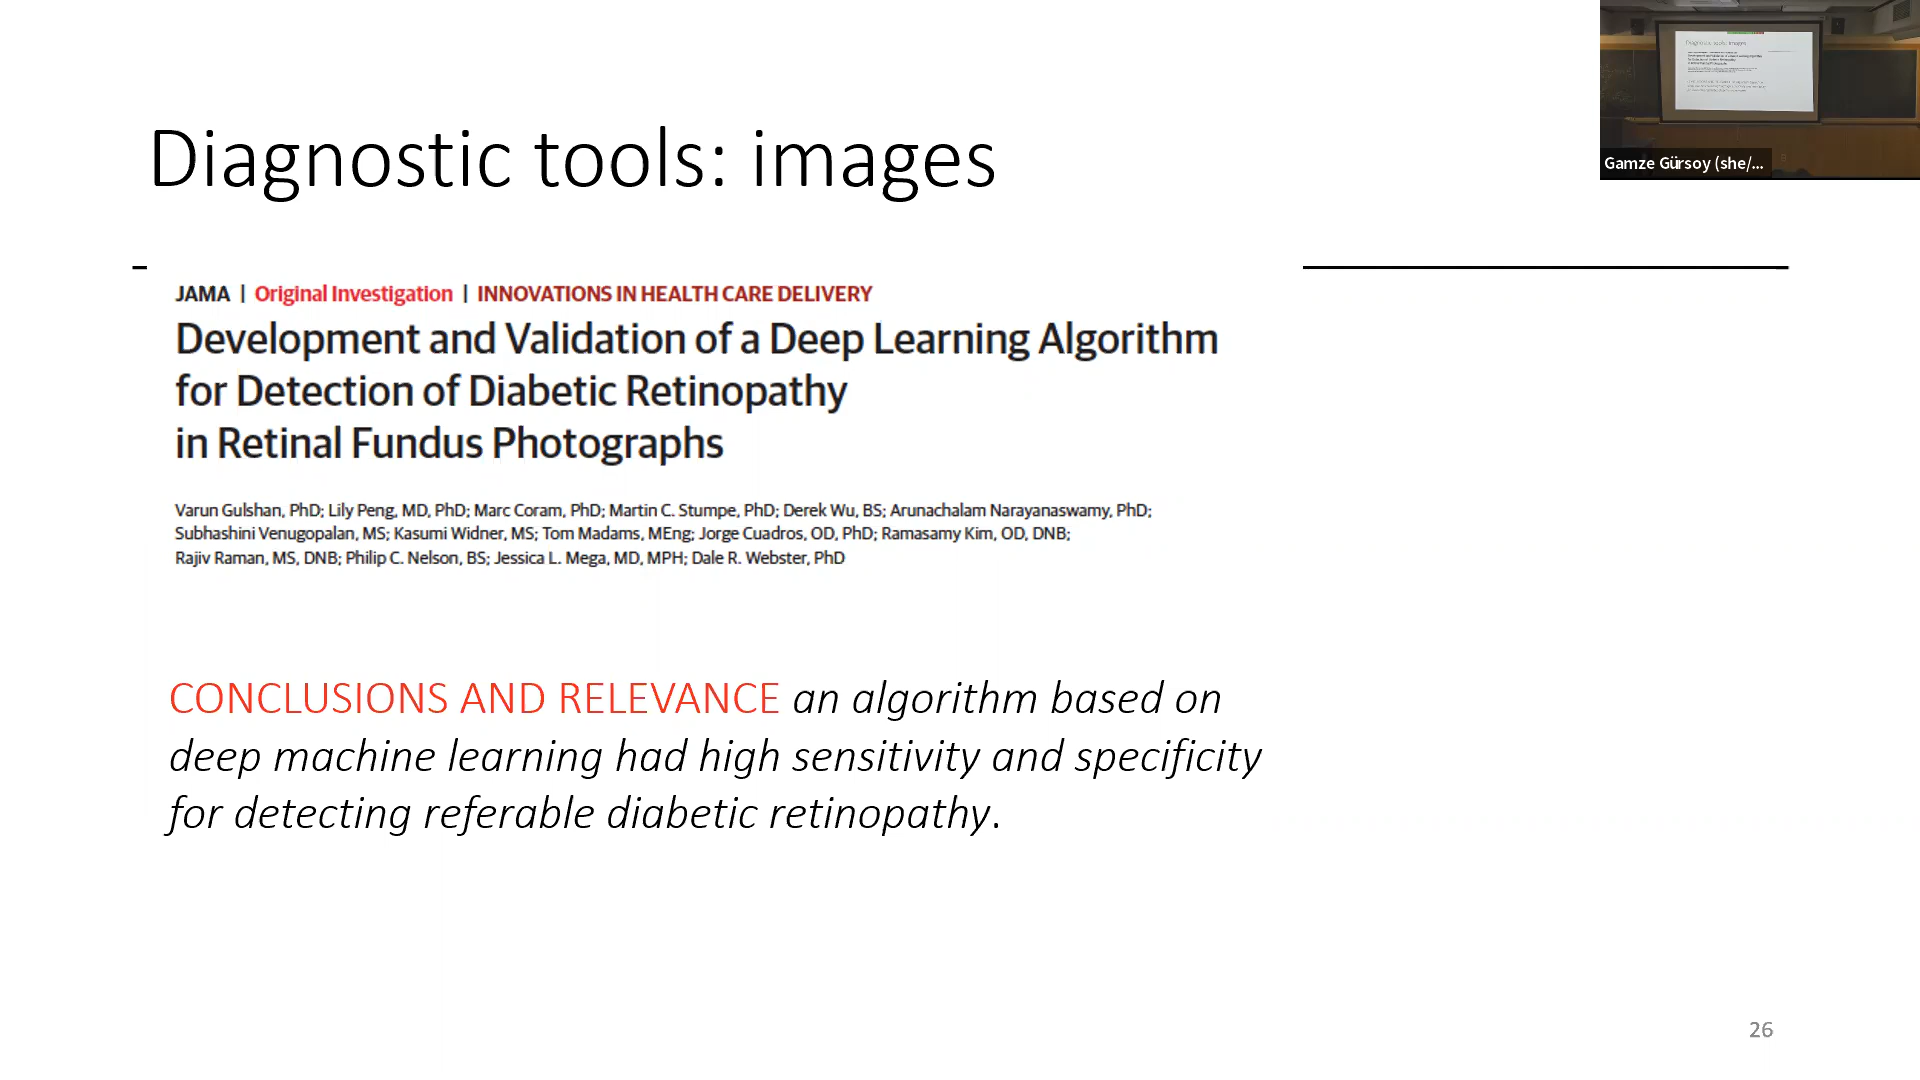 Diagnostic tools: images
JAMA | Original Investigation | INNOVATIONS IN HEALTH CARE DELIVERY
Development and Validation of a Deep Learning Algorithm
for Detection of Diabetic Retinopathy
in Retinal Fundus Photographs
Varun Gulshan, PhD; Lily Peng, MD, PhD; Marc Coram, PhD; Martin C. Stumpe, PhD; Derek Wu, BS; Arunachalam Narayanaswamy, PhD;
Subhashini Venugopalan, MS; Kasumi Widner, MS; Tom Madams, MEng; Jorge Cuadros, OD, PhD; Ramasamy Kim, OD, DNB;
Rajiv Raman, MS, DNB; Philip C. Nelson, BS; Jessica L. Mega, MD, MPH; Dale R. Webster, PhD
CONCLUSIONS AND RELEVANCE an algorithm based on
deep machine learning had high sensitivity and specificity
for detecting referable diabetic retinopathy.
26
Gamze Gürsoy (she/...
Diagnostic tools: images